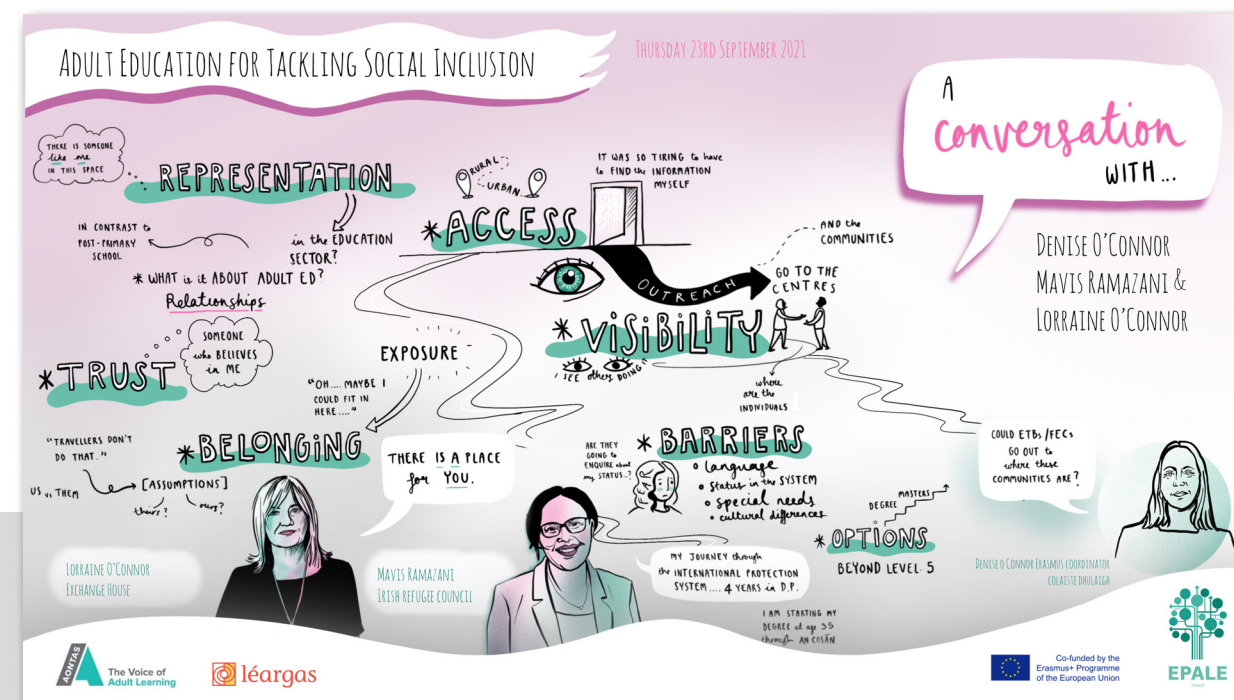 ADULT EDUCATION FOR TACKLING SOCIAL INCLUSION
THURSDAY 23RD SEPTEMBER 2021
A
conversation
WITH...
DENISE O'CONNOR
MAVIS RAMAZANI &
LORRAINE O'CONNOR
THERE IS SOMEONE
like me
IN THIS SPACE
REPRESENTATION
in the EDUCATION
SECTOR?
IN CONTRAST to
POST-PRIMARY
SCHOOL
* WHAT is it ABOUT ADULT ED?
Relationships
SOMEONE
who BELIEVES
in ME
* TRUST
RURAL
URBAN
* ACCESS
IT WAS SO TIRING to have
to FIND the INFORMATION
MYSELF
OUTREACH
AND the
COMMUNITIES
GO TO THE
CENTRES
* VISIBILITY
I SEE others DOING IT
where
are the
INDIVIDUALS
EXPOSURE
"OH.... MAYBE I
COULD FIT IN
HERE...."
* BELONGING
"TRAVELLERS DON'T
DO THAT."
US vs THEM
[ASSUMPTIONS]
theirs?
ours?
THERE IS A PLACE
for YOU.
ARE THEY
GOING to
ENQUIRE about
my STATUS..?
* BARRIERS
• language
• status in the SYSTEM
• special needs
• cultural differences
MASTERS
DEGREE
* OPTIONS
BEYOND LEVEL 5
COULD ETBs/FECs
GO OUT to
where these
COMMUNITIES ARE?
MY JOURNEY through
the INTERNATIONAL PROTECTION
SYSTEM.... 4 YEARS in D.P.
I AM STARTING MY
DEGREE at age 35
through AN COSÁN
LORRAINE O'CONNOR
EXCHANGE HOUSE
MAVIS RAMAZANI
IRISH REFUGEE COUNCIL
DENISE O CONNOR ERASMUS COORDINATOR
COLAISTE DHULAIGH
AONTAS
The Voice of
Adult Learning
léargas
Co-funded by the
Erasmus+ Programme
of the European Union
EPALE